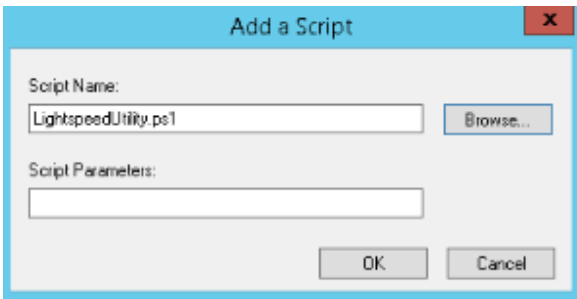 Add a Script
x
Script Name:
LightspeedUtility.ps1
Browse...
Script Parameters:
OK
Cancel